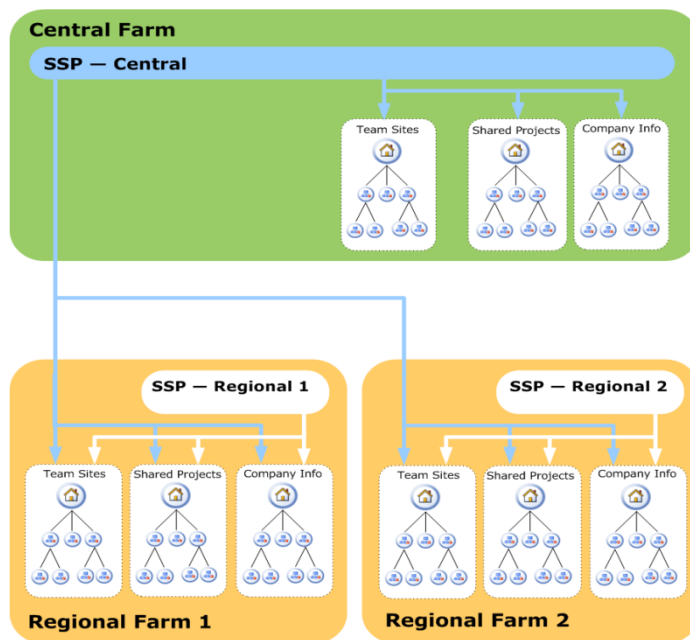 Central Farm
SSP — Central
Team Sites
Shared Projects
Company Info
SSP — Regional 1
Team Sites
Shared Projects
Company Info
Regional Farm 1
SSP — Regional 2
Team Sites
Shared Projects
Company Info
Regional Farm 2